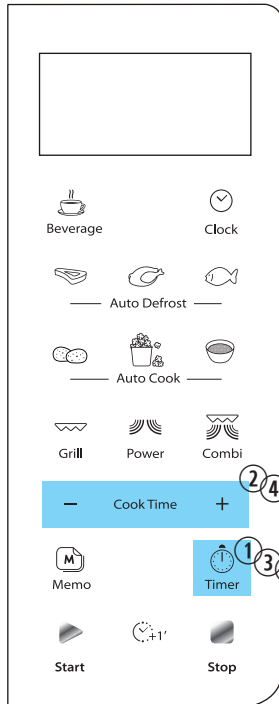 Beverage Clock
Auto Defrost
Auto Cook
Grill Power Combi
2 4
- Cook Time +
M 1
3
Memo Timer
+1'
Start Stop